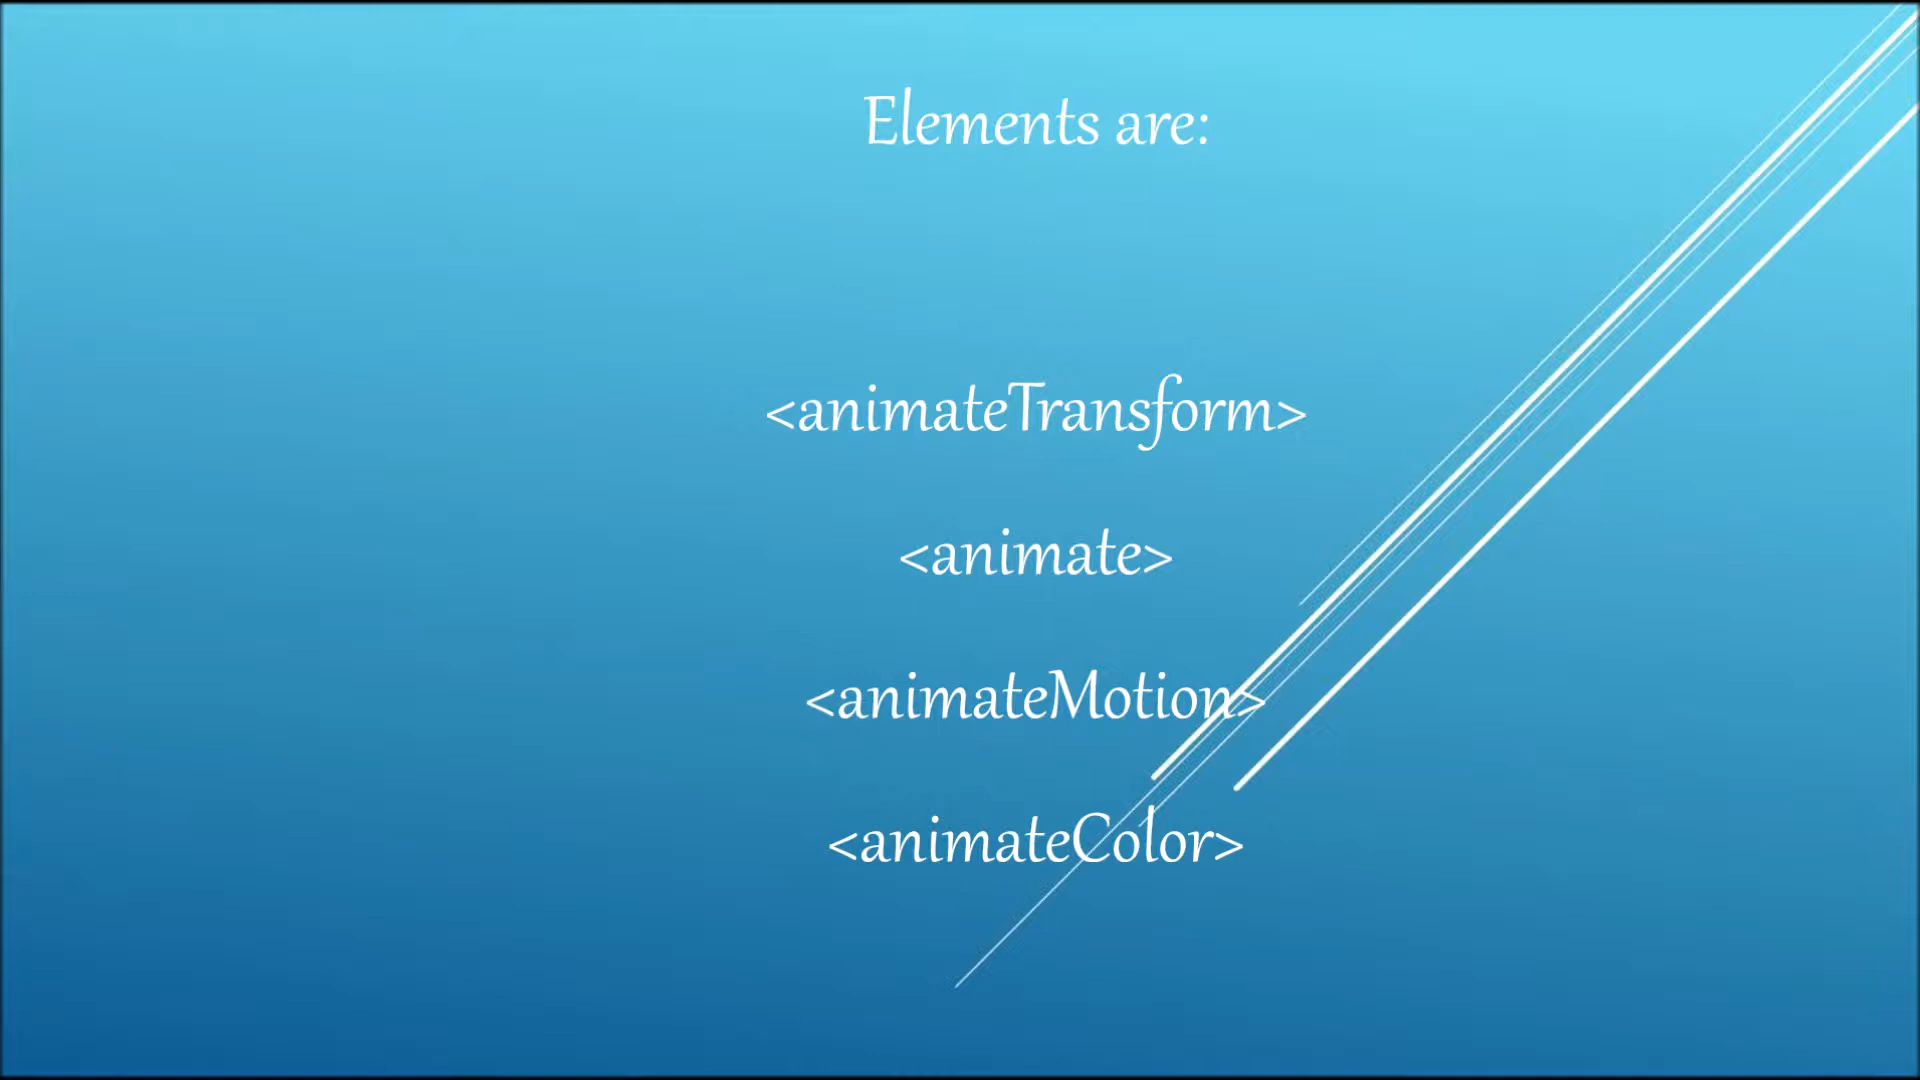 Elements are:
<animateTransform>
<animate>
<animateMotion>
<animateColor>